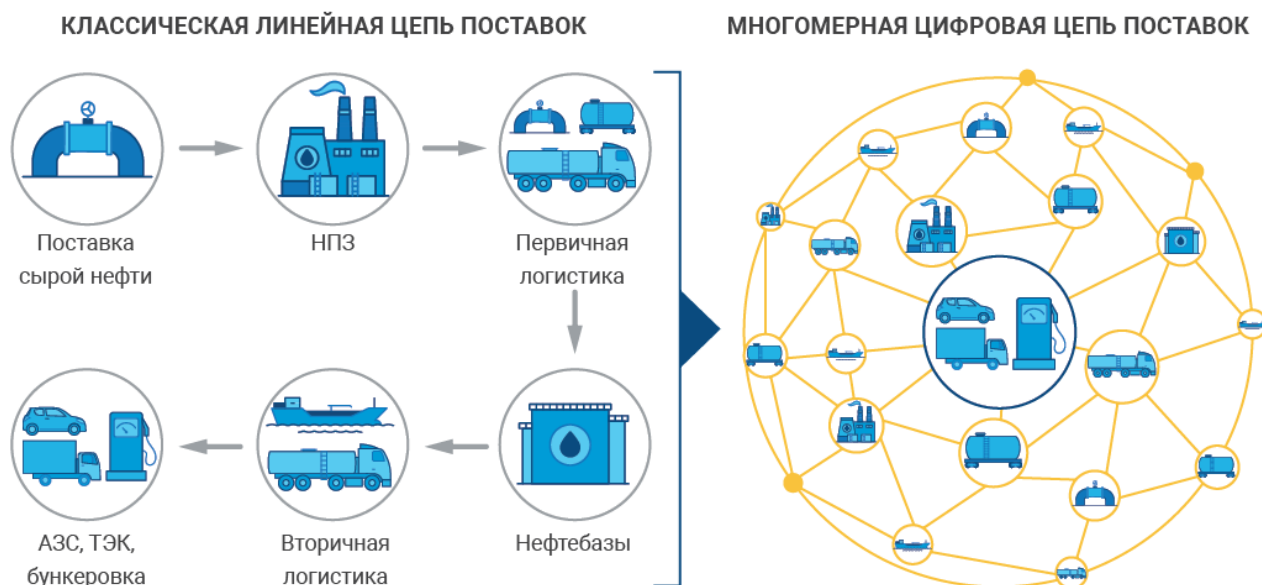 КЛАССИЧЕСКАЯ ЛИНЕЙНАЯ ЦЕПЬ ПОСТАВОК
МНОГОМЕРНАЯ ЦИФРОВАЯ ЦЕПЬ ПОСТАВОК
Поставка
сырой нефти
НПЗ
Первичная
логистика
АЗС, ТЭК,
бункеровка
Вторичная
логистика
Нефтебазы